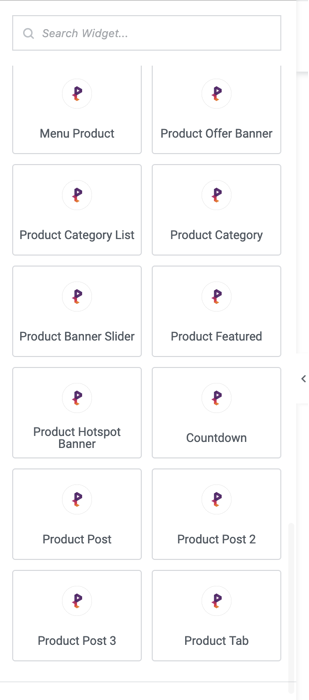 Search Widget...
Menu Product
Product Offer Banner
Product Category List
Product Category
Product Banner Slider
Product Featured
Product Hotspot
Banner
Countdown
Product Post
Product Post 2
Product Post 3
Product Tab